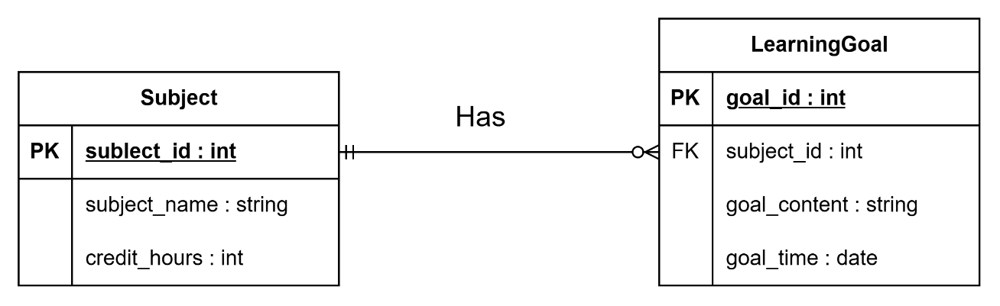 Subject
PK sublect_id : int
subject_name : string
credit_hours : int
Has
LearningGoal
PK goal_id : int
FK subject_id : int
goal_content : string
goal_time : date